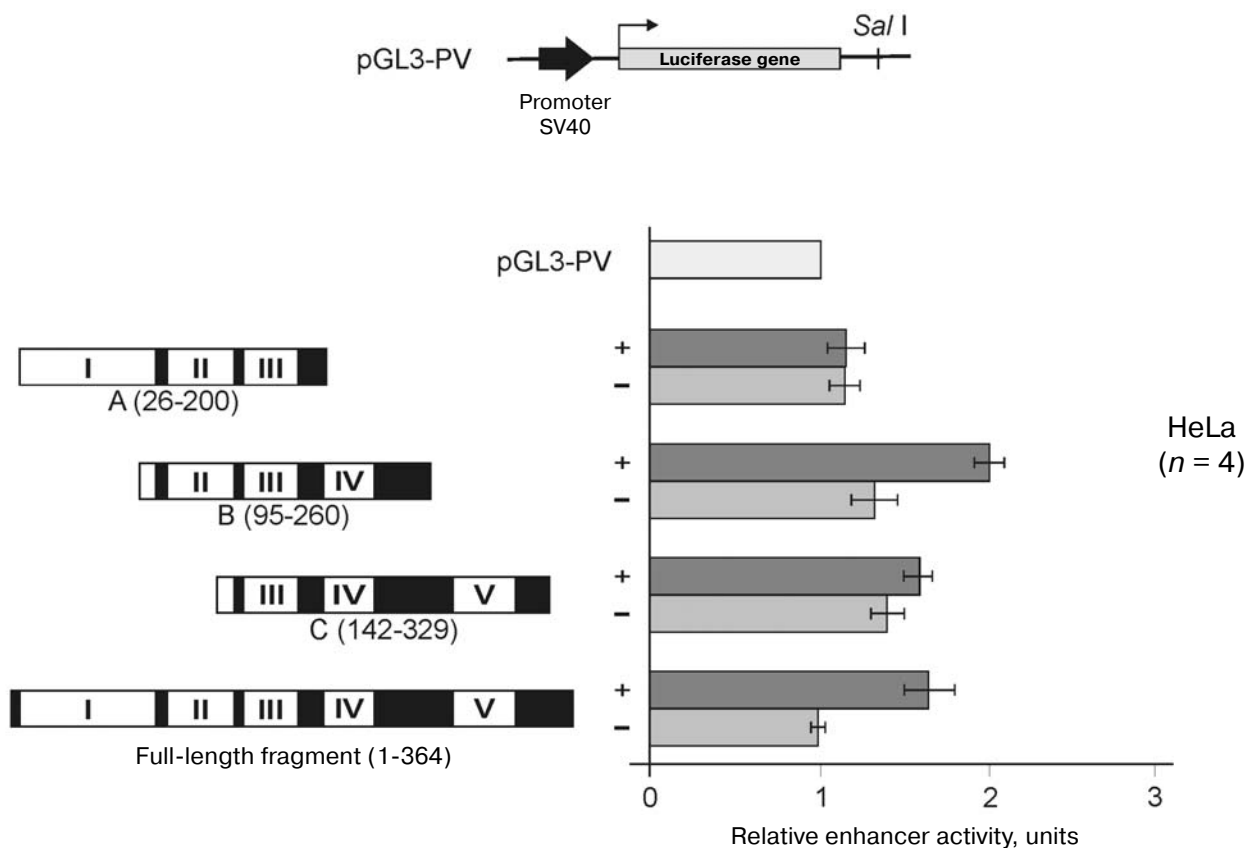 pGL3-PV
Sal I
Luciferase gene
Promoter
SV40
pGL3-PV
+
I II III
−
A (26-200)
+
II III IV
−
B (95-260)
HeLa
(n = 4)
+
III IV V
−
C (142-329)
+
I II III IV V
−
Full-length fragment (1-364)
0 1 2 3
Relative enhancer activity, units